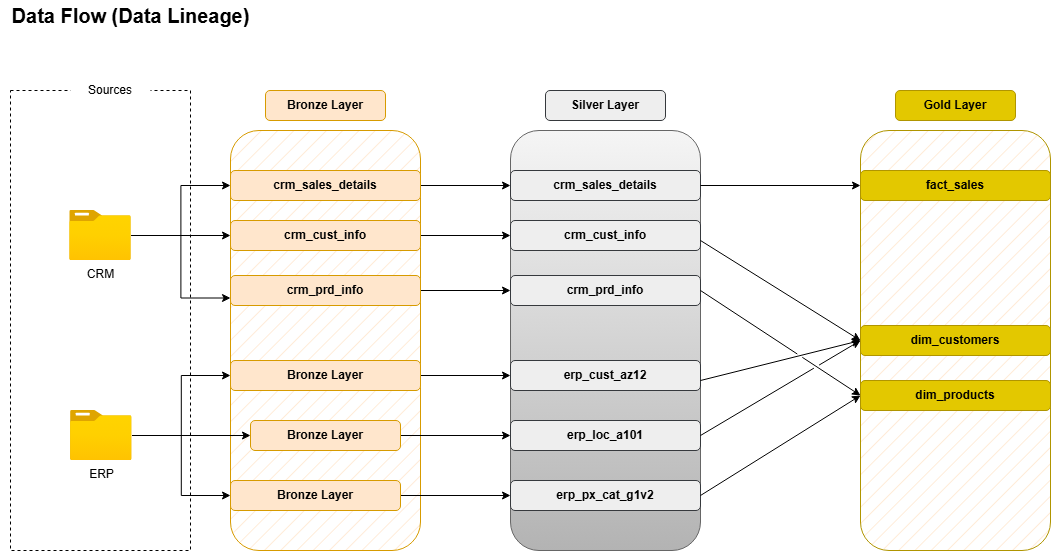 Data Flow (Data Lineage)
Sources
Bronze Layer
Silver Layer
Gold Layer
crm_sales_details
crm_sales_details
fact_sales
crm_cust_info
crm_cust_info
CRM
crm_prd_info
crm_prd_info
dim_customers
Bronze Layer
erp_cust_az12
dim_products
Bronze Layer
erp_loc_a101
ERP
Bronze Layer
erp_px_cat_g1v2